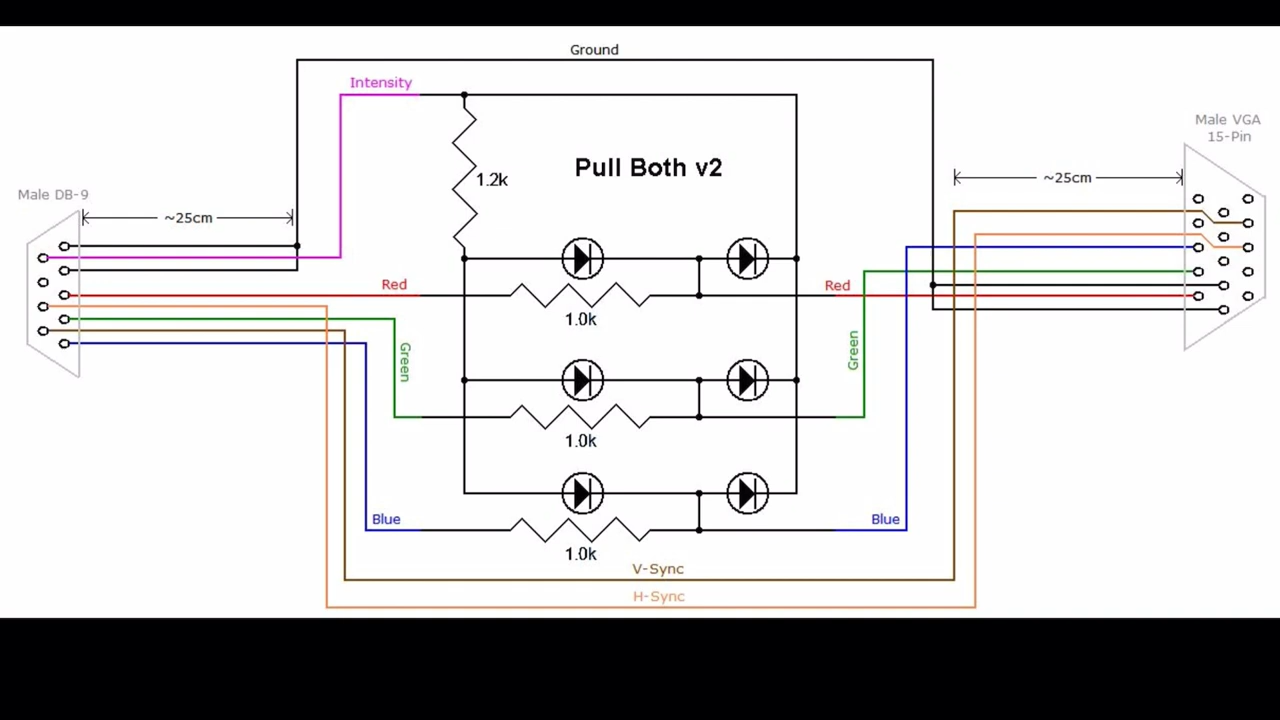 Ground
Intensity
Male VGA
15-Pin
Pull Both v2
1.2k
~25cm
Male DB-9
~25cm
Red
Red
1.0k
Green
Green
1.0k
Blue
Blue
1.0k
V-Sync
H-Sync